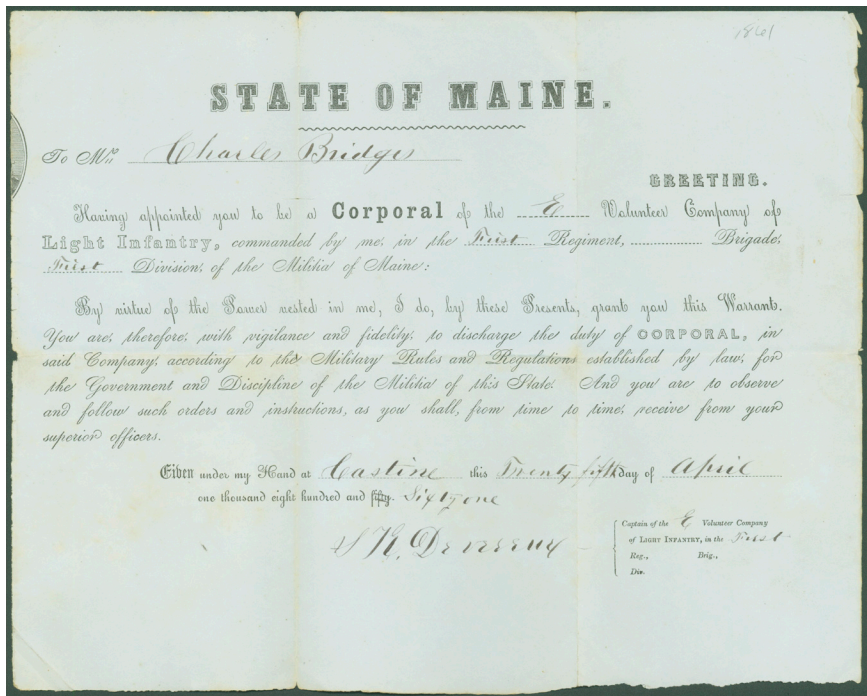 1861
STATE OF MAINE.
To Mr. Charles Bridges
GREETING.
Having appointed you to be a Corporal of the E Volunteer Company of
Light Infantry, commanded by me, in the First Regiment, Brigade,
First Division, of the Militia of Maine:
By virtue of the Power vested in me, I do, by these Presents, grant you this Warrant.
You are, therefore, with vigilance and fidelity, to discharge the duty of CORPORAL, in
said Company, according to the Military Rules and Regulations established by law, for
the Government and Discipline of the Militia of this State. And you are to observe
and follow such orders and instructions, as you shall, from time to time, receive from your
superior officers.
Given under my Hand at Castine this Twenty fifth day of April
one thousand eight hundred and fifty. Sixty one
S K. Devereux
Captain of the E Volunteer Company
of LIGHT INFANTRY, in the First
Reg., Brig.,
Div.